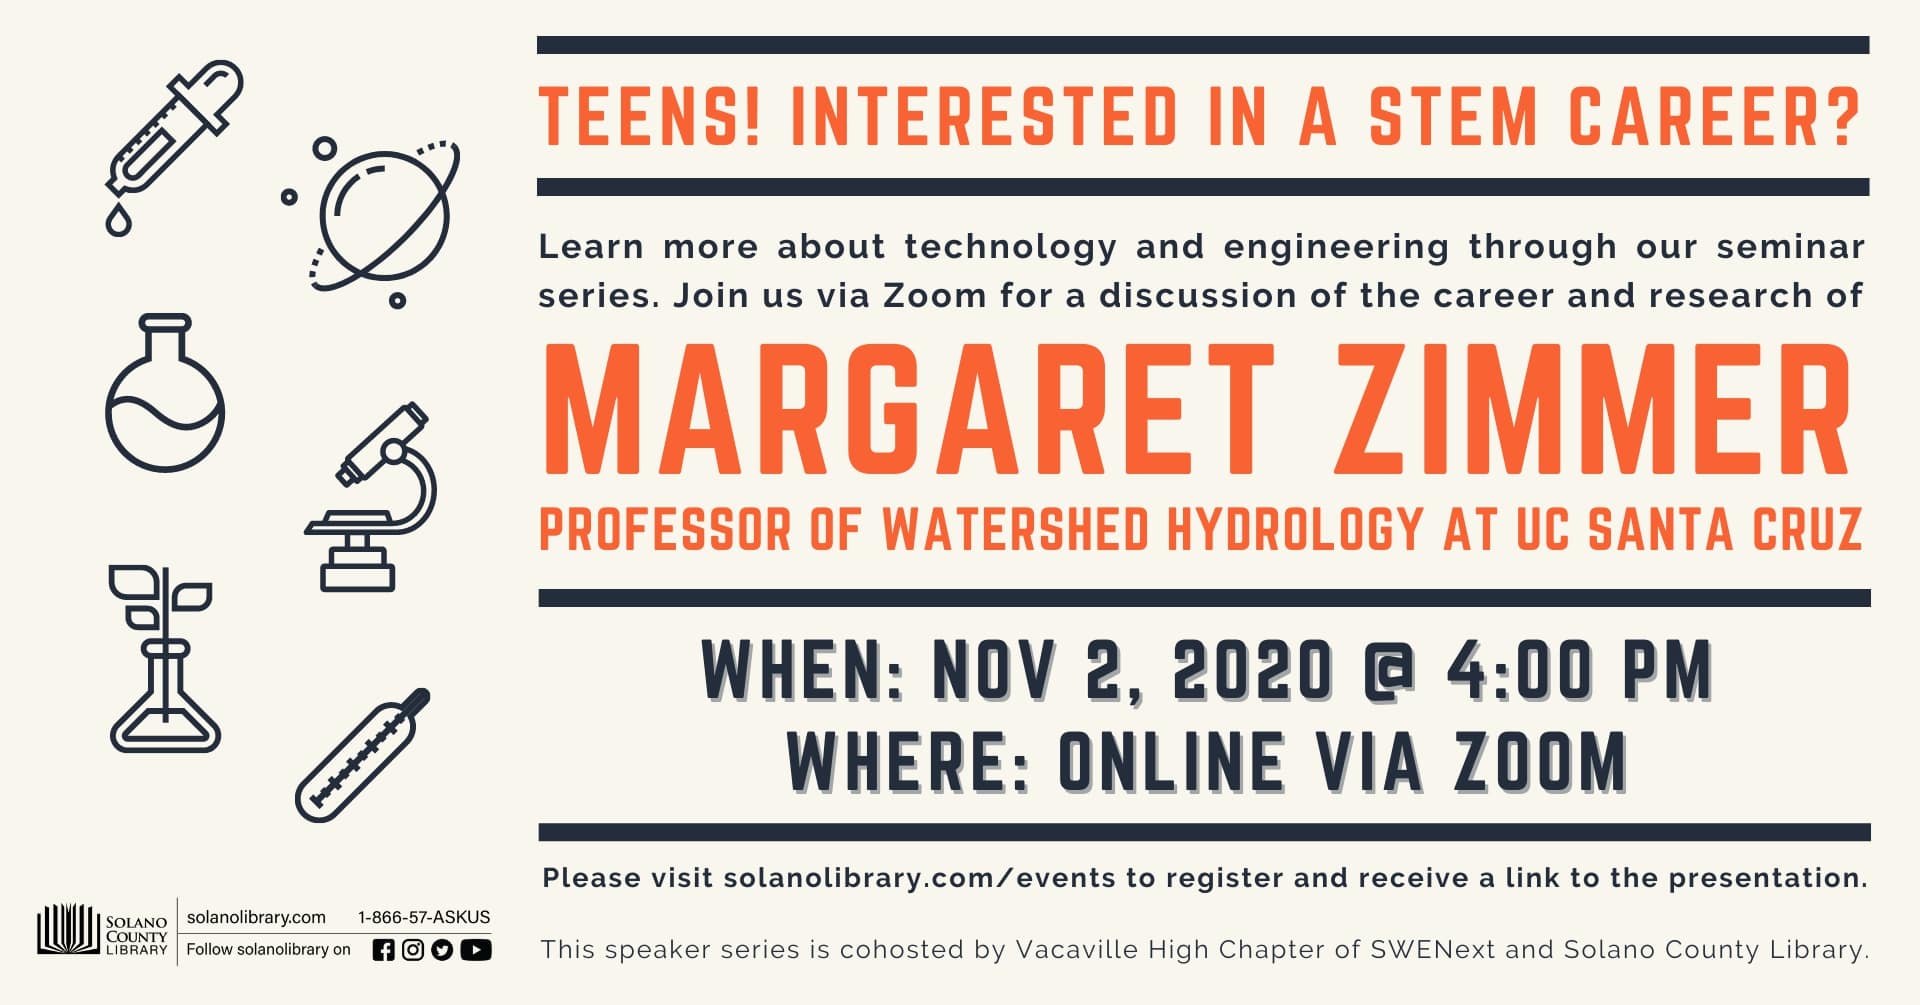 TEENS! INTERESTED IN A STEM CAREER?
Learn more about technology and engineering through our seminar
series. Join us via Zoom for a discussion of the career and research of
MARGARET ZIMMER
PROFESSOR OF WATERSHED HYDROLOGY AT UC SANTA CRUZ
WHEN: NOV 2, 2020 @ 4:00 PM
WHERE: ONLINE VIA ZOOM
Please visit solanolibrary.com/events to register and receive a link to the presentation.
This speaker series is cohosted by Vacaville High Chapter of SWENext and Solano County Library.
SOLANO
COUNTY
LIBRARY
solanolibrary.com 1-866-57-ASKUS
Follow solanolibrary on